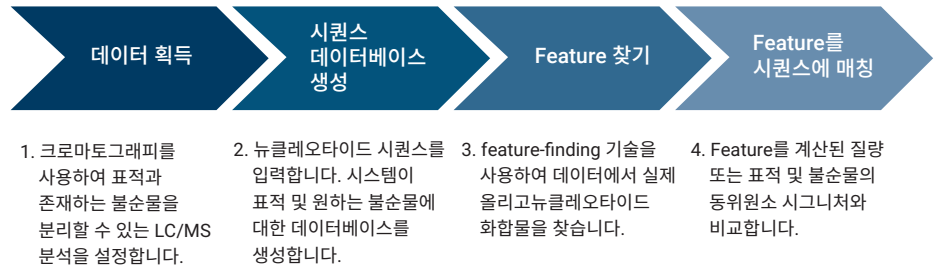 데이터 획득
시퀀스
데이터베이스
생성
Feature 찾기
Feature를
시퀀스에 매칭
1. 크로마토그래피를
사용하여 표적과
존재하는 불순물을
분리할 수 있는 LC/MS
분석을 설정합니다.
2. 뉴클레오타이드 시퀀스를
입력합니다. 시스템이
표적 및 원하는 불순물에
대한 데이터베이스를
생성합니다.
3. feature-finding 기술을
사용하여 데이터에서 실제
올리고뉴클레오타이드
화합물을 찾습니다.
4. Feature를 계산된 질량
또는 표적 및 불순물의
동위원소 시그니처와
비교합니다.